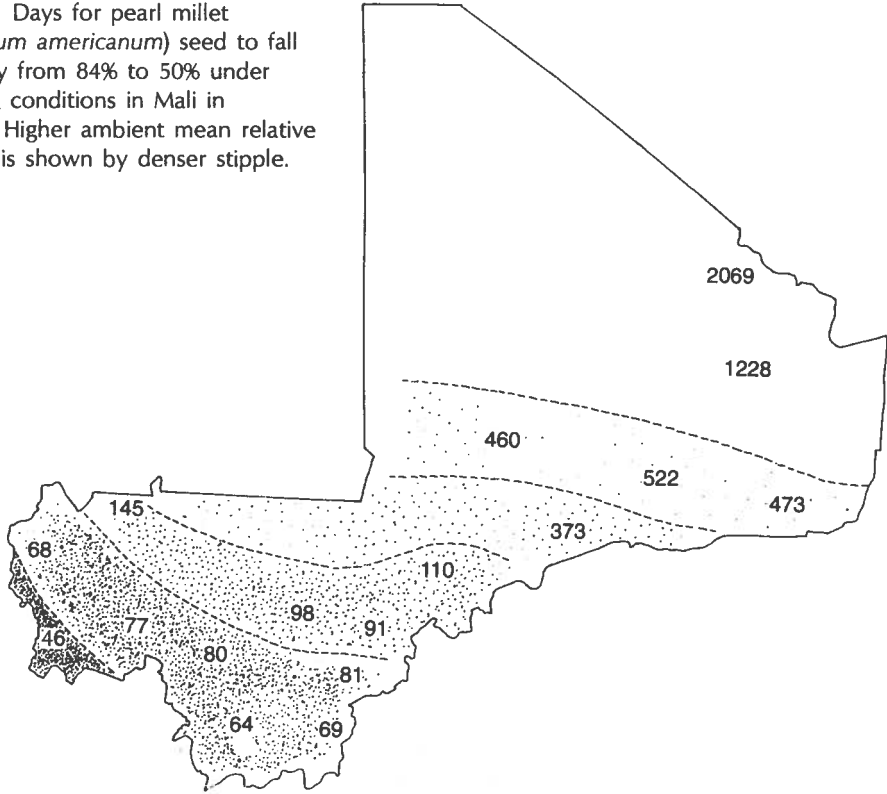 Days for pearl millet
um americanum) seed to fall
y from 84% to 50% under
conditions in Mali in
Higher ambient mean relative
is shown by denser stipple.
2069
1228
460
522
473
145
373
68
110
98
91
77
46
80
81
64
69